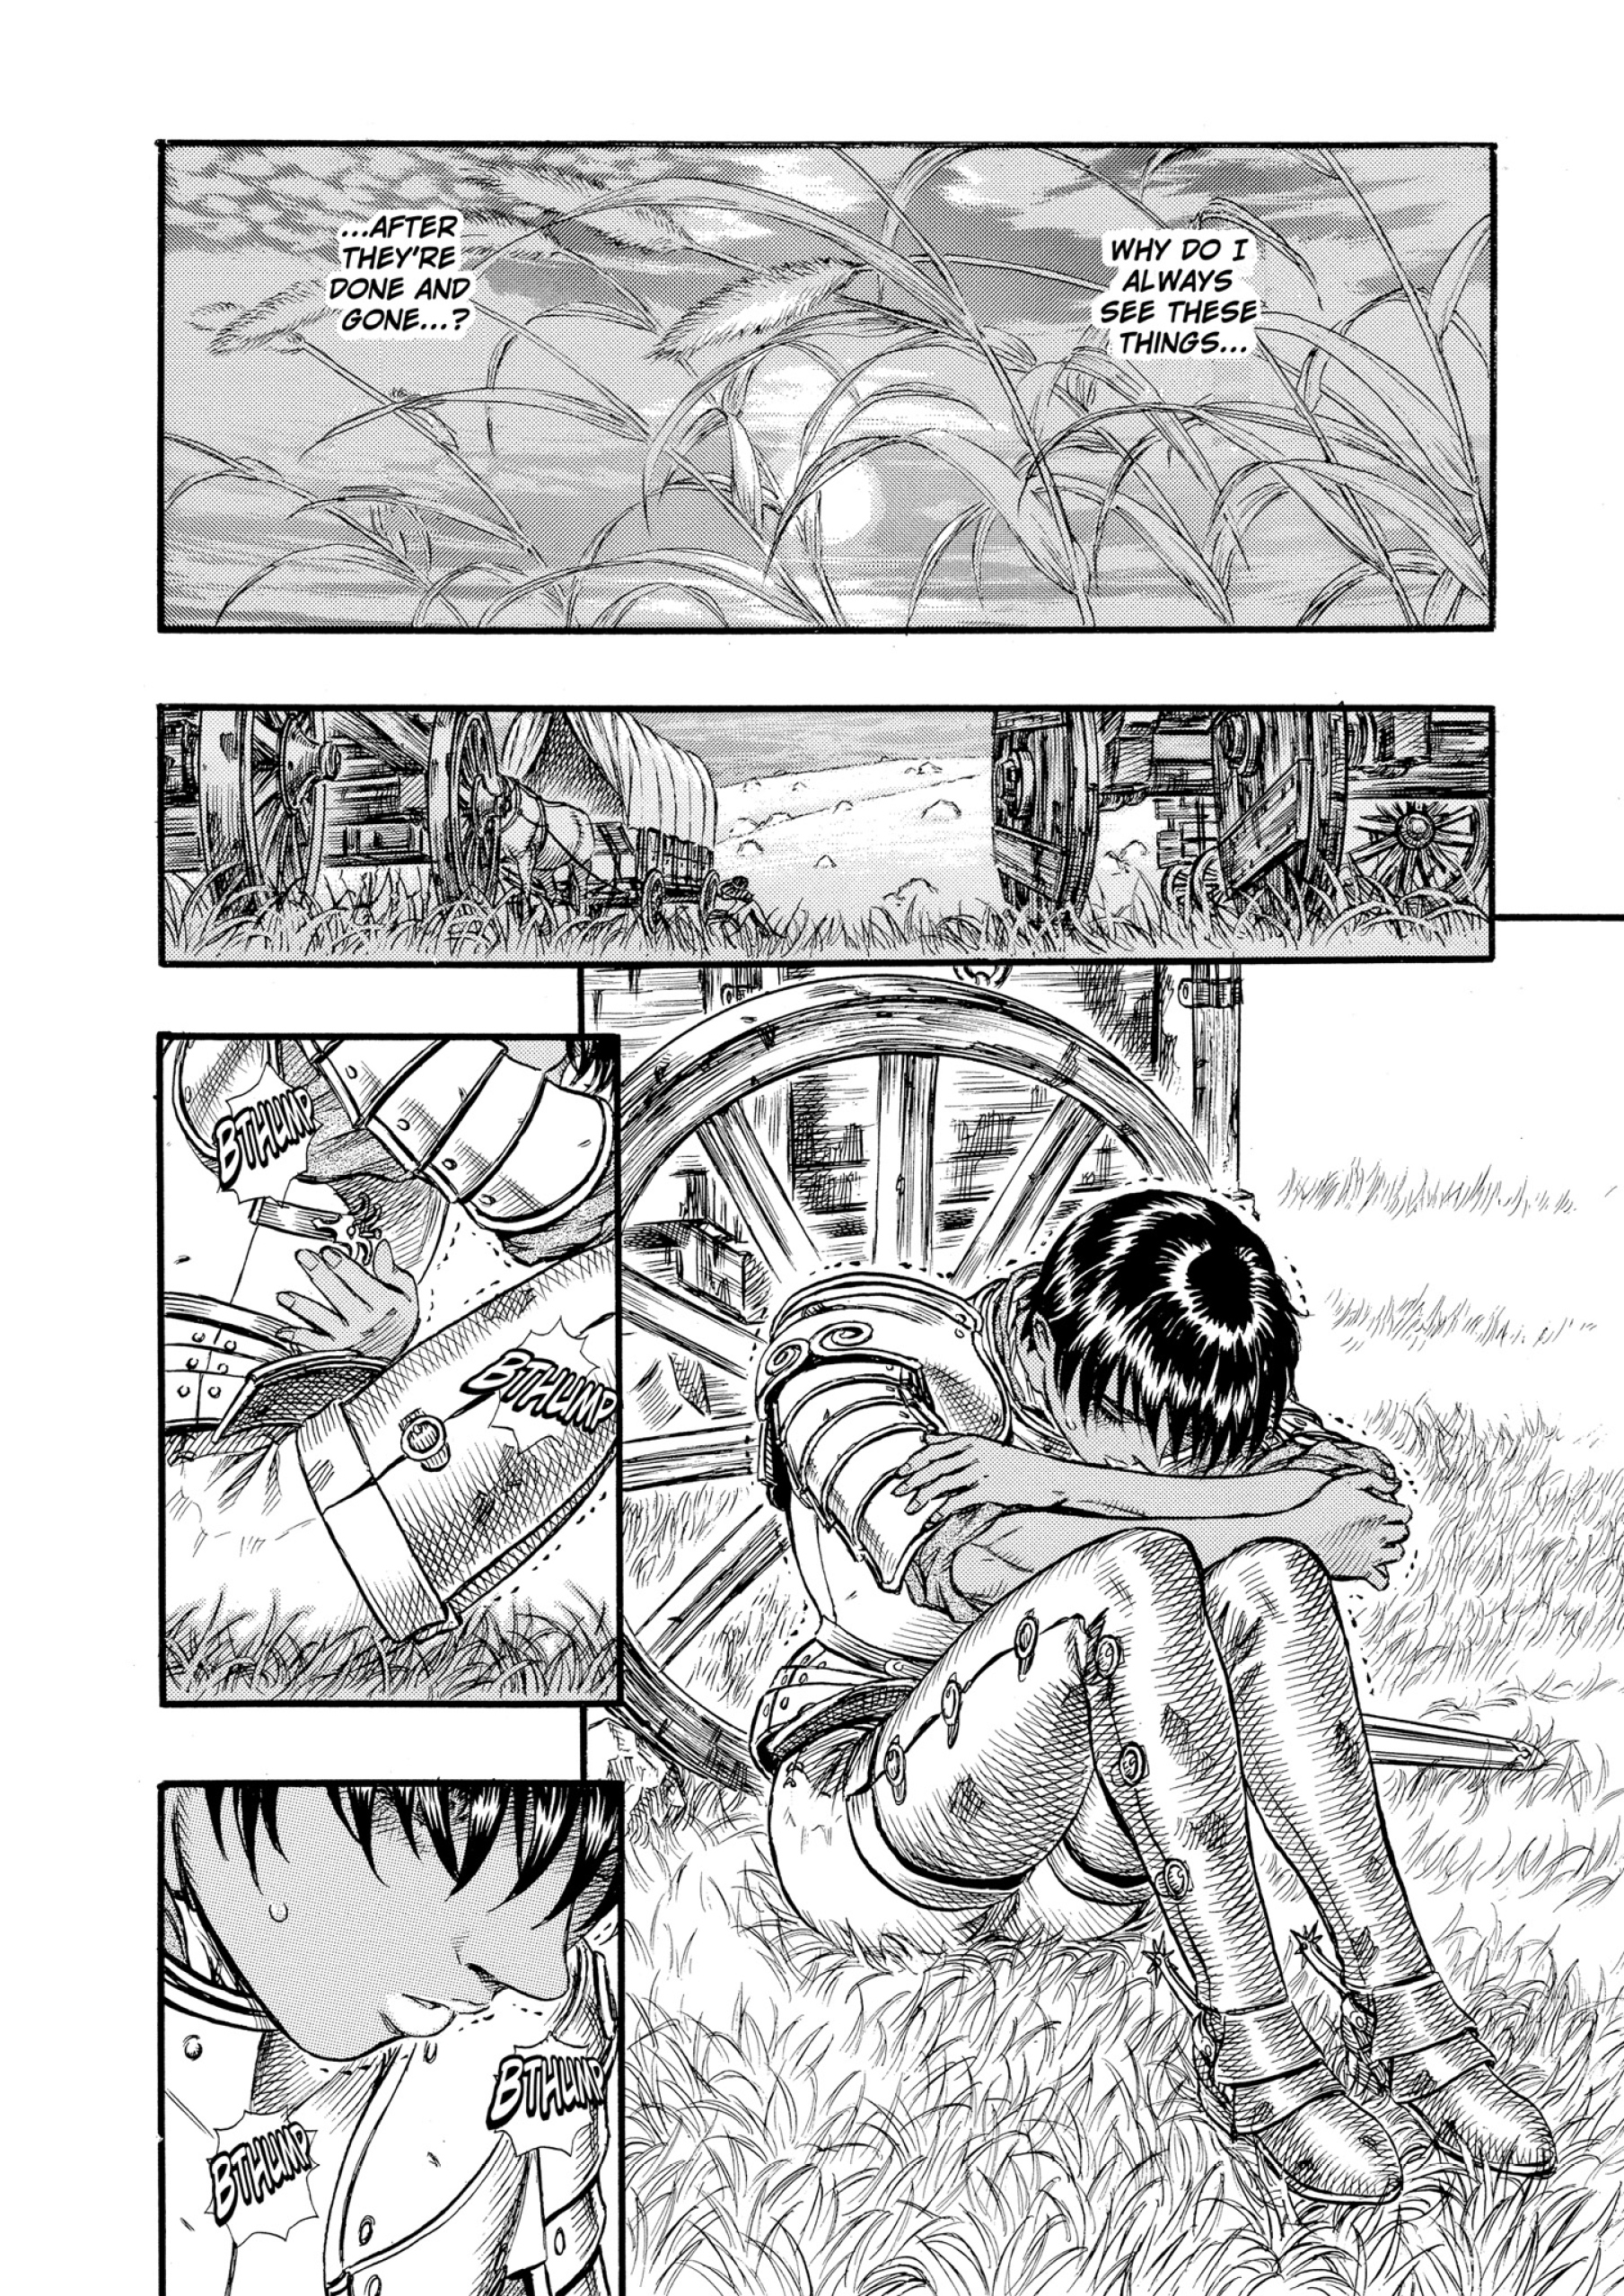 WHY DO I
ALWAYS
SEE THESE
THINGS...
...AFTER
THEY'RE
DONE AND
GONE...?
BTHUMP
BTHUMP
BTHUMP
BTHUMP